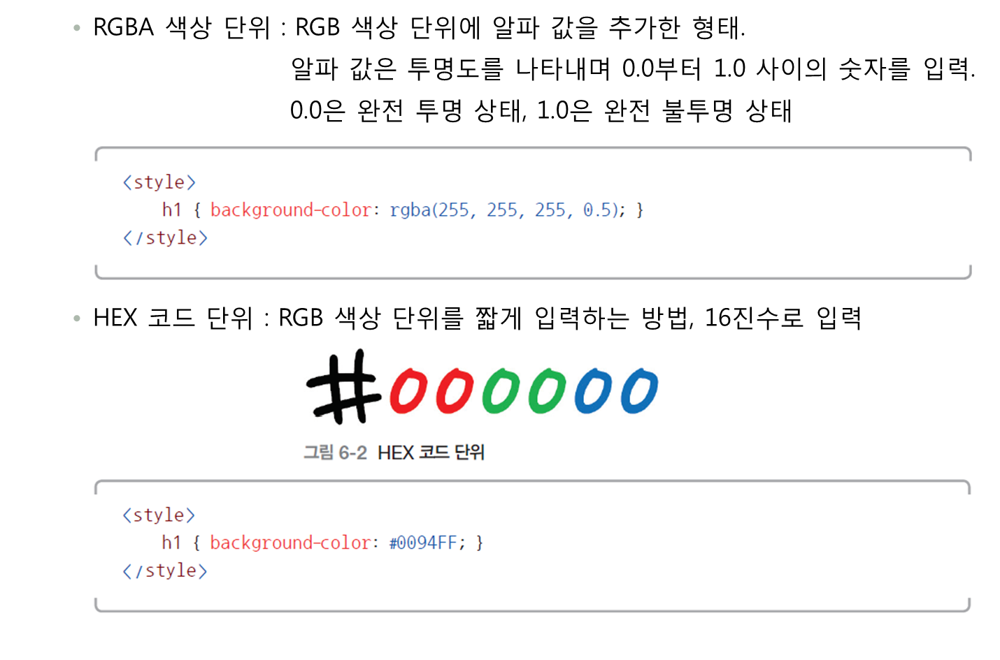 • RGBA 색상 단위 : RGB 색상 단위에 알파 값을 추가한 형태.
알파 값은 투명도를 나타내며 0.0부터 1.0 사이의 숫자를 입력.
0.0은 완전 투명 상태, 1.0은 완전 불투명 상태
<style>
h1 { background-color: rgba(255, 255, 255, 0.5); }
</style>
• HEX 코드 단위 : RGB 색상 단위를 짧게 입력하는 방법, 16진수로 입력
#000000
그림 6-2 HEX 코드 단위
<style>
h1 { background-color: #0094FF; }
</style>